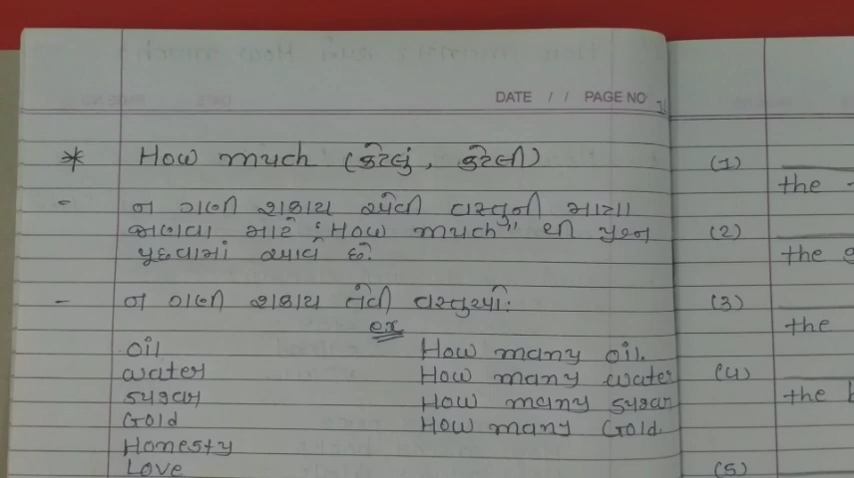 DATE / / PAGE NO
* How much (કેટલું, કેટલી)
- ન ગણી શકાય એવી વસ્તુની માત્રા
જાણવા માટે "How much" થી પ્રશ્ન
પૂછવામાં આવે છે.
- ન ગણી શકાય તેવી વસ્તુઓ:
ex
oil How many oil.
water How many water
sugar How many sugar
Gold How many Gold.
Honesty
Love
(1)
the
(2)
the
(3)
the
(4)
the
(5)